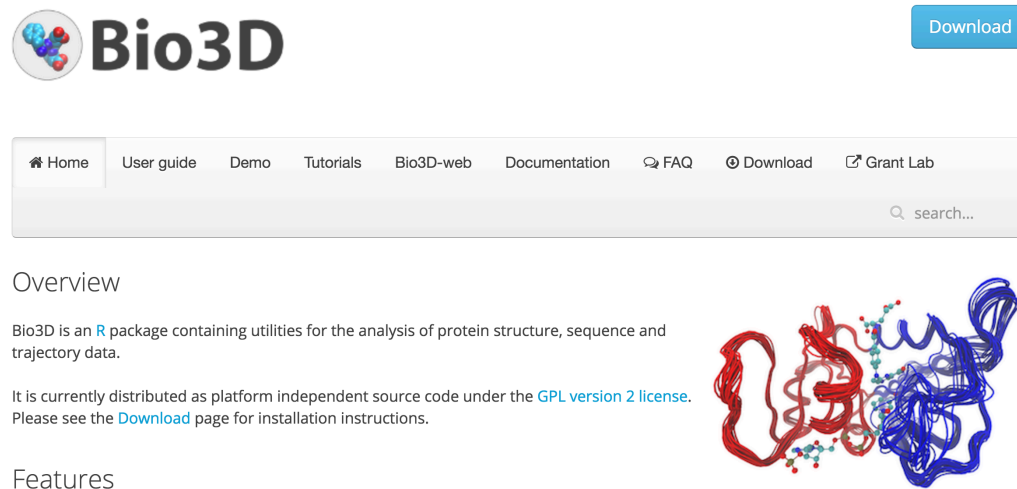 Bio3D
Download
Home User guide Demo Tutorials Bio3D-web Documentation FAQ Download Grant Lab
search...
Overview
Bio3D is an R package containing utilities for the analysis of protein structure, sequence and
trajectory data.
It is currently distributed as platform independent source code under the GPL version 2 license.
Please see the Download page for installation instructions.
Features